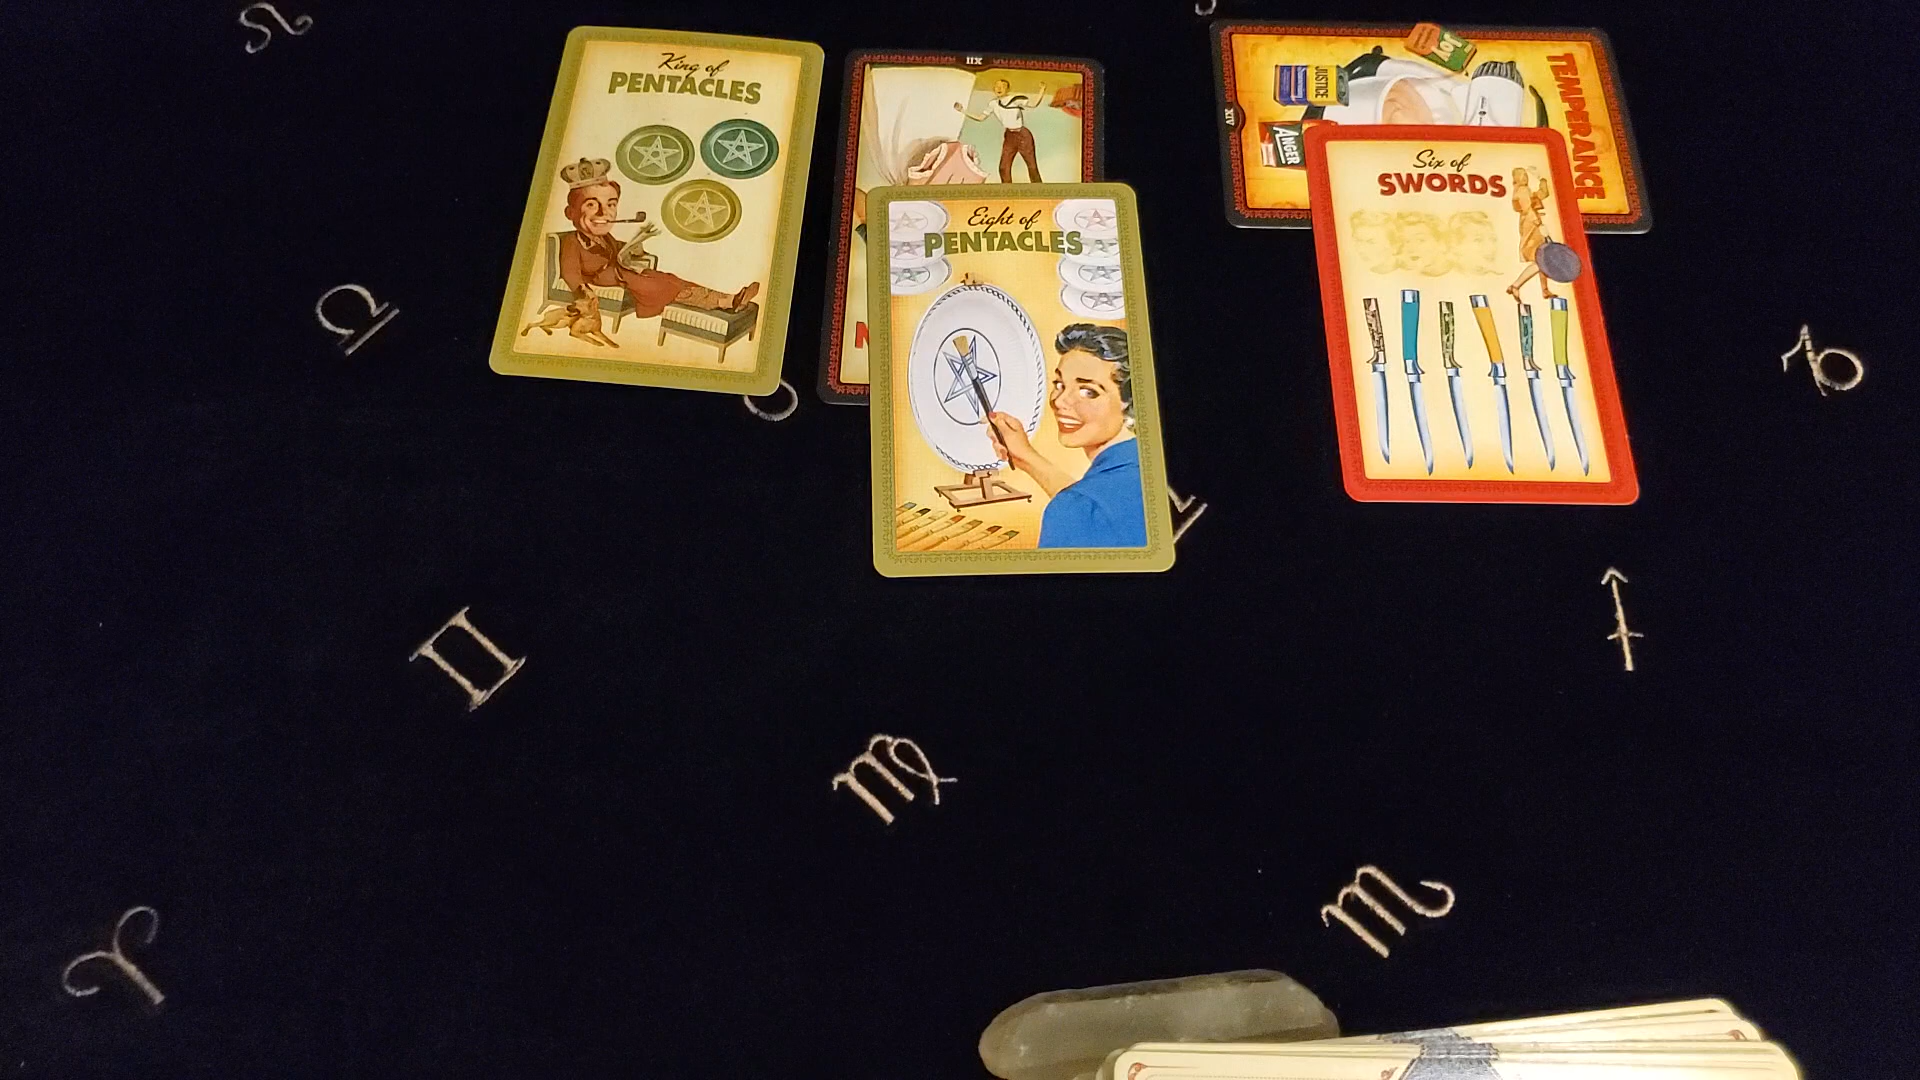 King of
PENTACLES
XII
Eight of
PENTACLES
XIV
JUSTICE
JOY
ANGER
TEMPERANCE
Six of
SWORDS